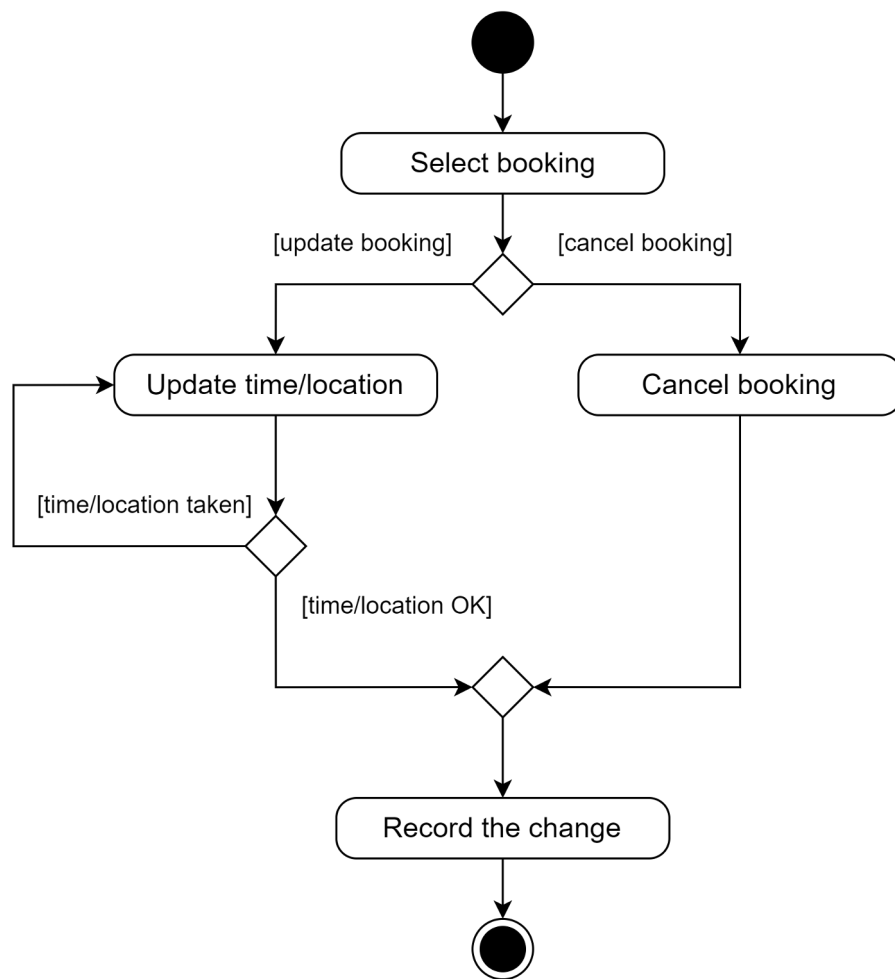 Select booking
[update booking]
[cancel booking]
Update time/location
Cancel booking
[time/location taken]
[time/location OK]
Record the change